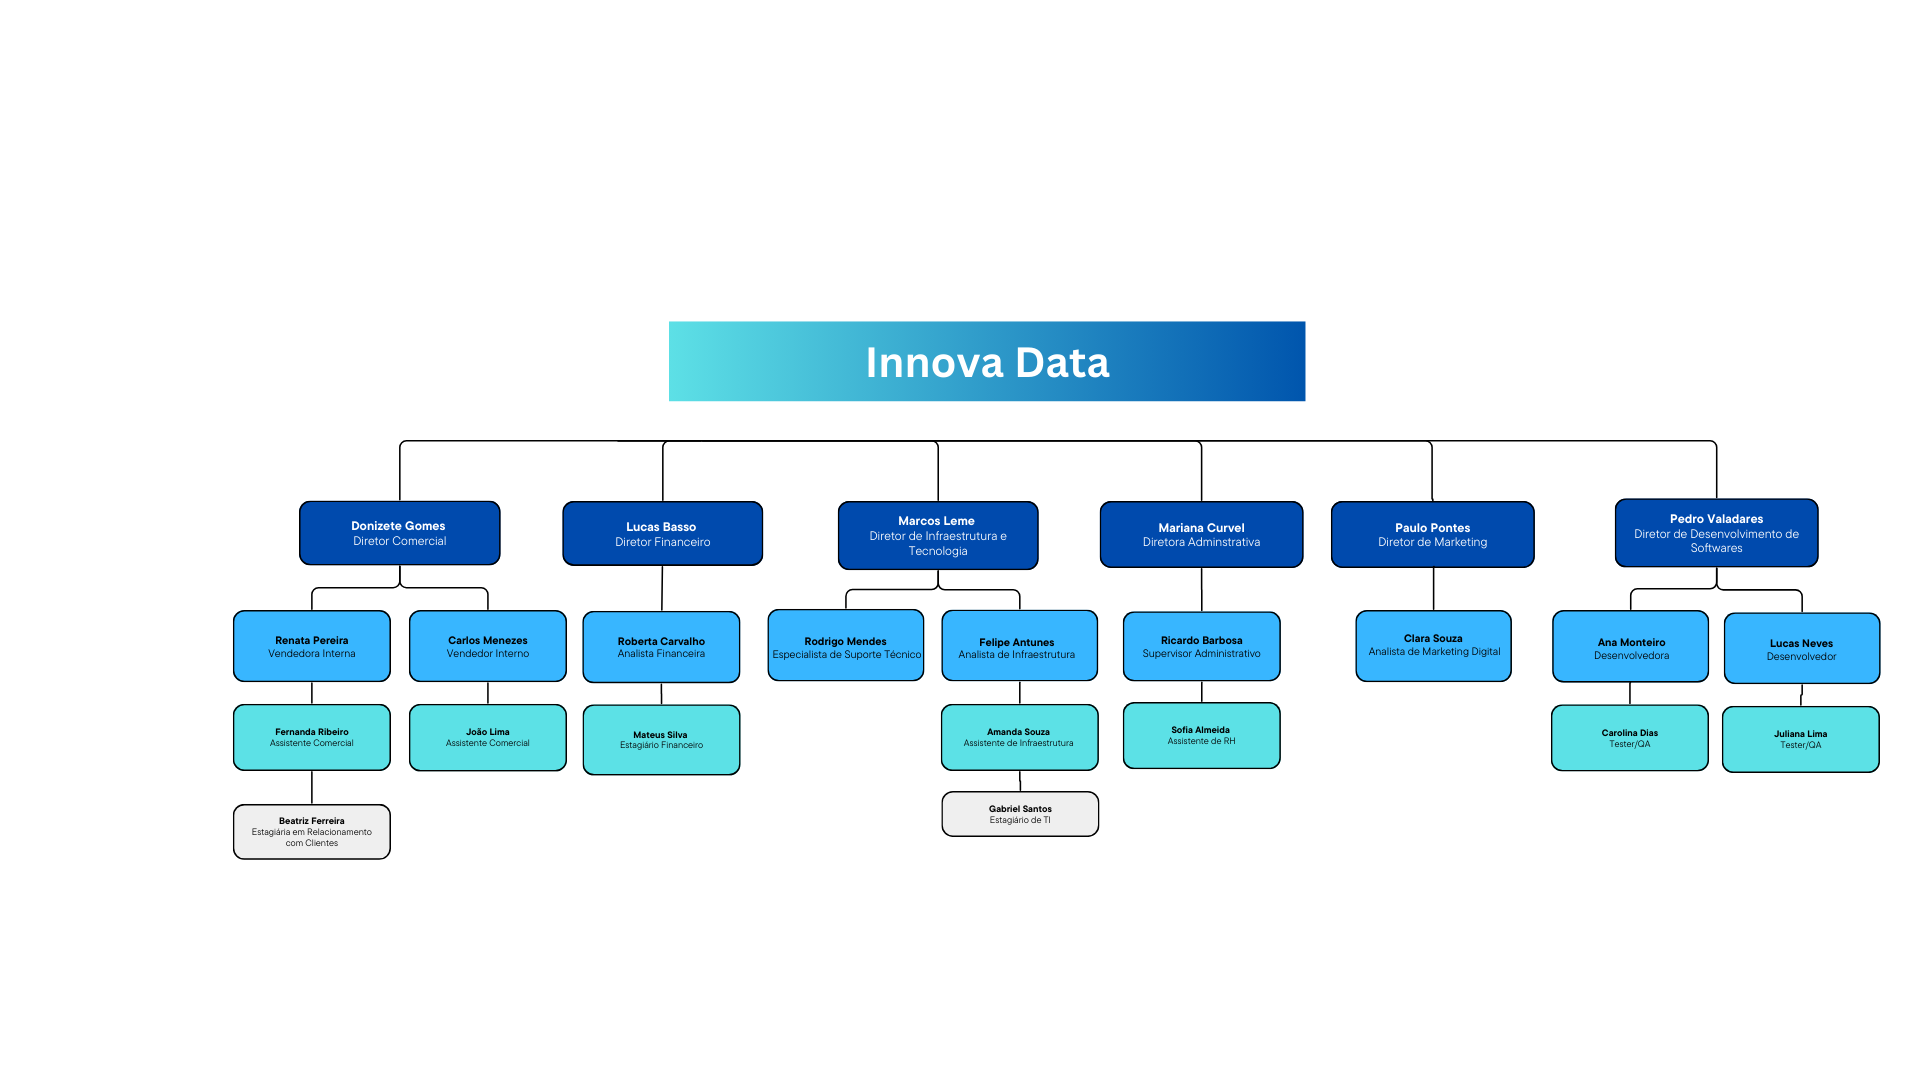 Innova Data
Donizete Gomes
Diretor Comercial
Lucas Basso
Diretor Financeiro
Marcos Leme
Diretor de Infraestrutura e
Tecnologia
Mariana Curvel
Diretora Adminstrativa
Paulo Pontes
Diretor de Marketing
Pedro Valadares
Diretor de Desenvolvimento de
Softwares
Renata Pereira
Vendedora Interna
Carlos Menezes
Vendedor Interno
Roberta Carvalho
Analista Financeira
Rodrigo Mendes
Especialista de Suporte Técnico
Felipe Antunes
Analista de Infraestrutura
Ricardo Barbosa
Supervisor Administrativo
Clara Souza
Analista de Marketing Digital
Ana Monteiro
Desenvolvedora
Lucas Neves
Desenvolvedor
Fernanda Ribeiro
Assistente Comercial
João Lima
Assistente Comercial
Mateus Silva
Estagiário Financeiro
Amanda Souza
Assistente de Infraestrutura
Sofia Almeida
Assistente de RH
Carolina Dias
Tester/QA
Juliana Lima
Tester/QA
Beatriz Ferreira
Estagiária em Relacionamento
com Clientes
Gabriel Santos
Estagiário de TI